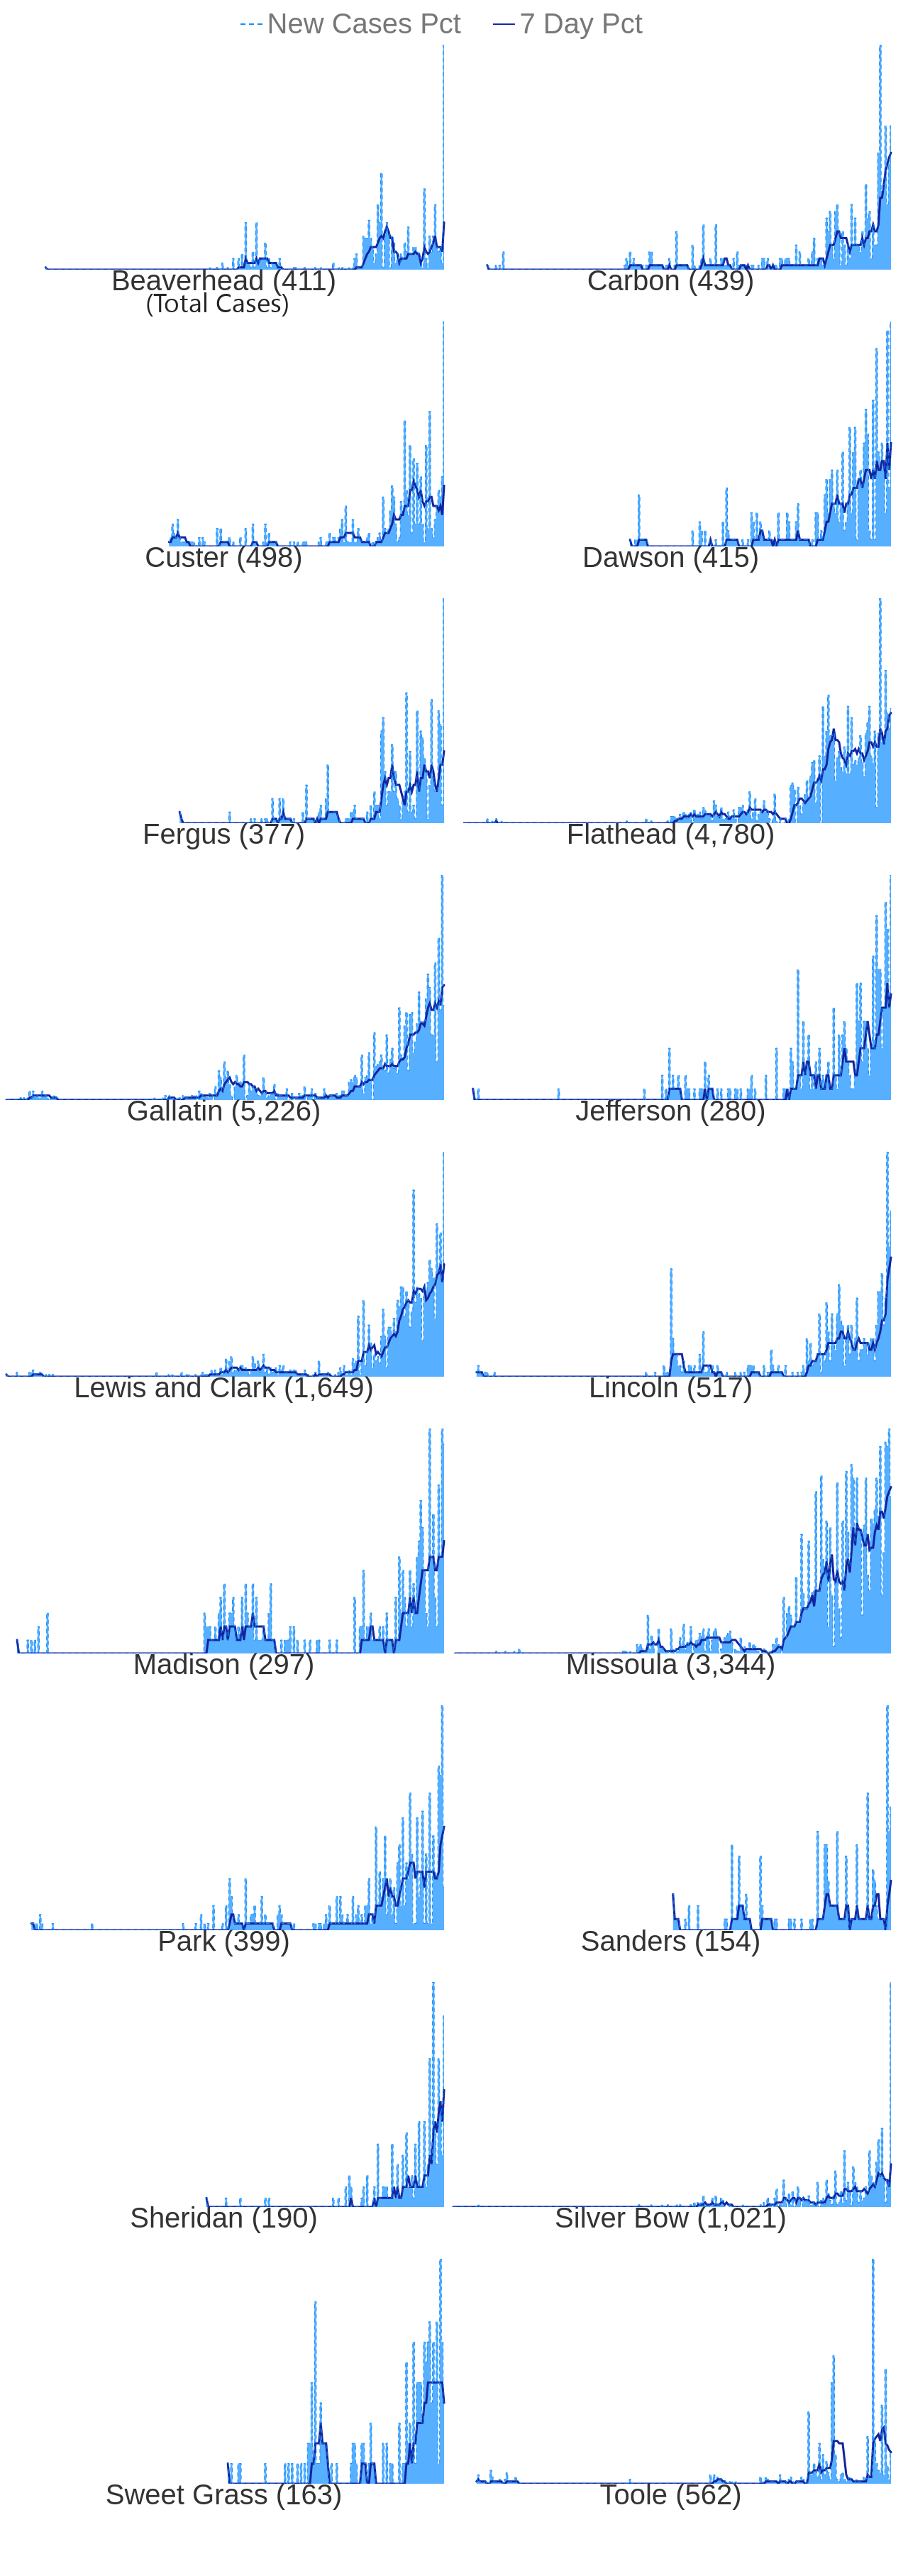 New Cases Pct 7 Day Pct
Beaverhead (411) Carbon (439)
(Total Cases)
Custer (498) Dawson (415)
Fergus (377) Flathead (4,780)
Gallatin (5,226) Jefferson (280)
Lewis and Clark (1,649) Lincoln (517)
Madison (297) Missoula (3,344)
Park (399) Sanders (154)
Sheridan (190) Silver Bow (1,021)
Sweet Grass (163) Toole (562)